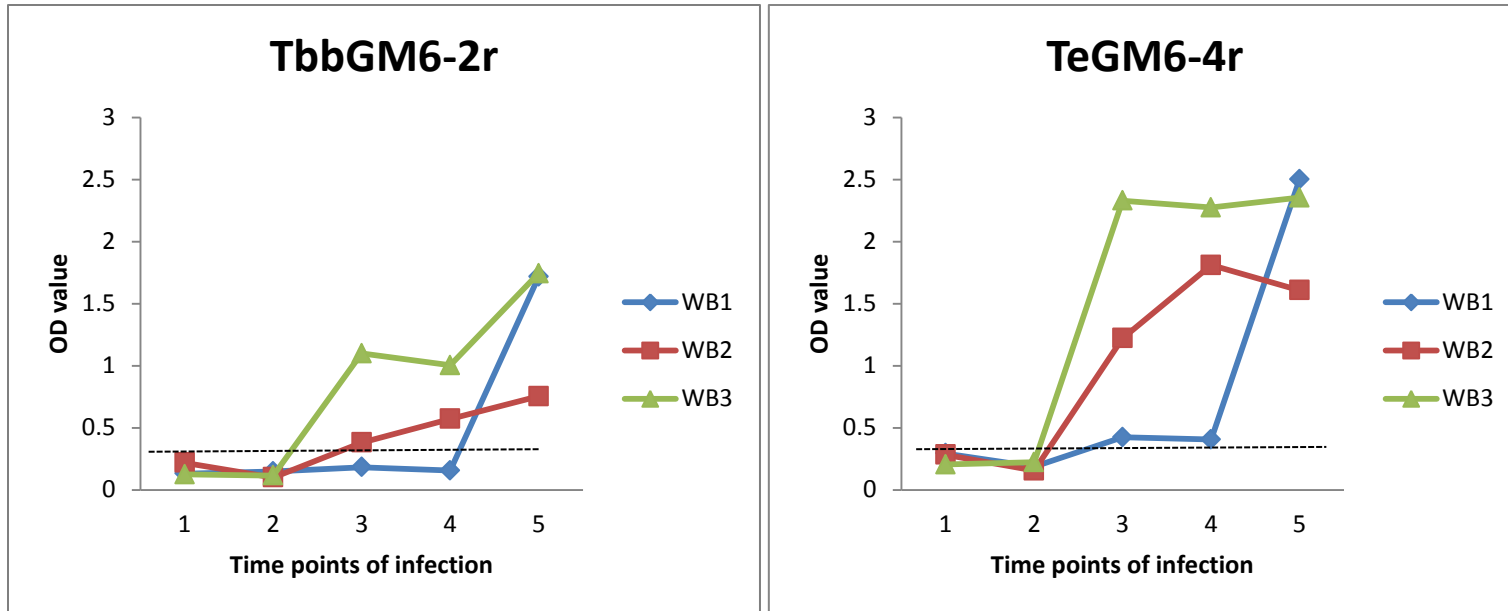 TbbGM6-2r
3
2.5
2
1.5
1
0.5
0
OD value
1 2 3 4 5
Time points of infection
WB1
WB2
WB3
TeGM6-4r
3
2.5
2
1.5
1
0.5
0
OD value
1 2 3 4 5
Time points of infection
WB1
WB2
WB3